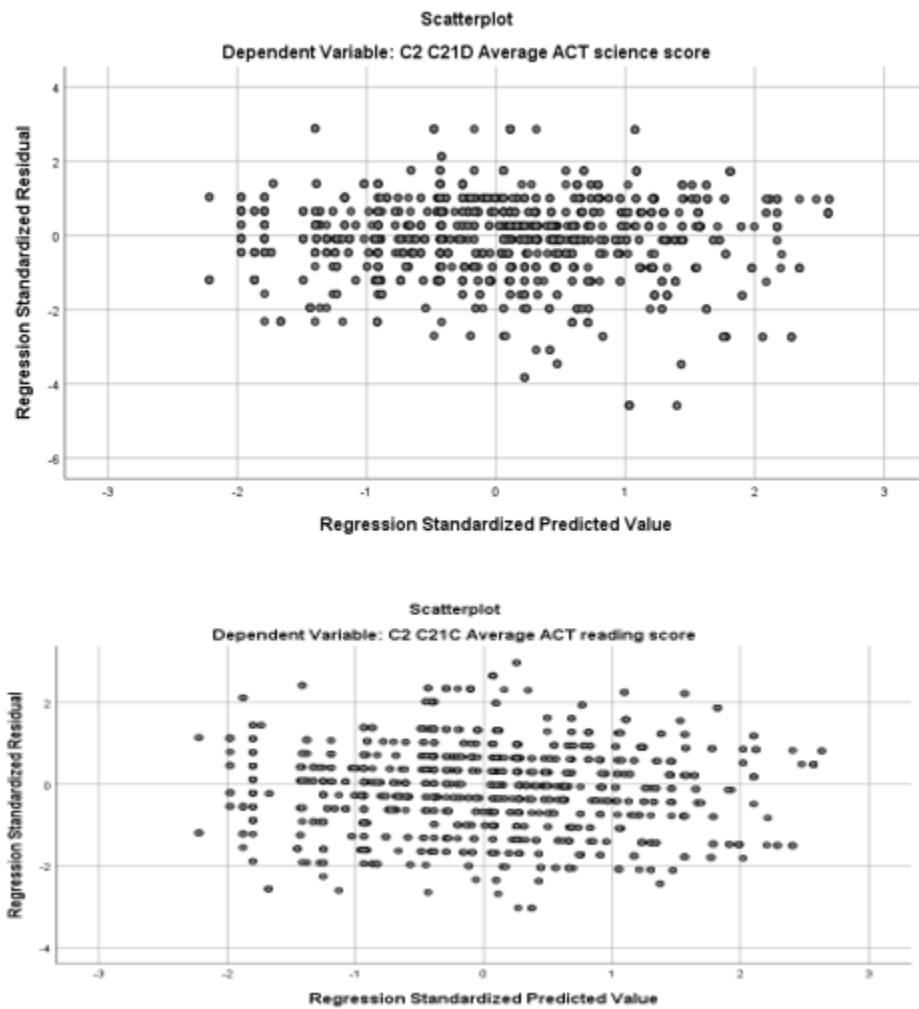 Scatterplot
Dependent Variable: C2 C21D Average ACT science score
4
2
0
-2
-4
-6
Regression Standardized Residual
-3 -2 -1 0 1 2 3
Regression Standardized Predicted Value
Scatterplot
Dependent Variable: C2 C21C Average ACT reading score
2
0
-2
-4
Regression Standardized Residual
-3 -2 -1 0 1 2 3
Regression Standardized Predicted Value